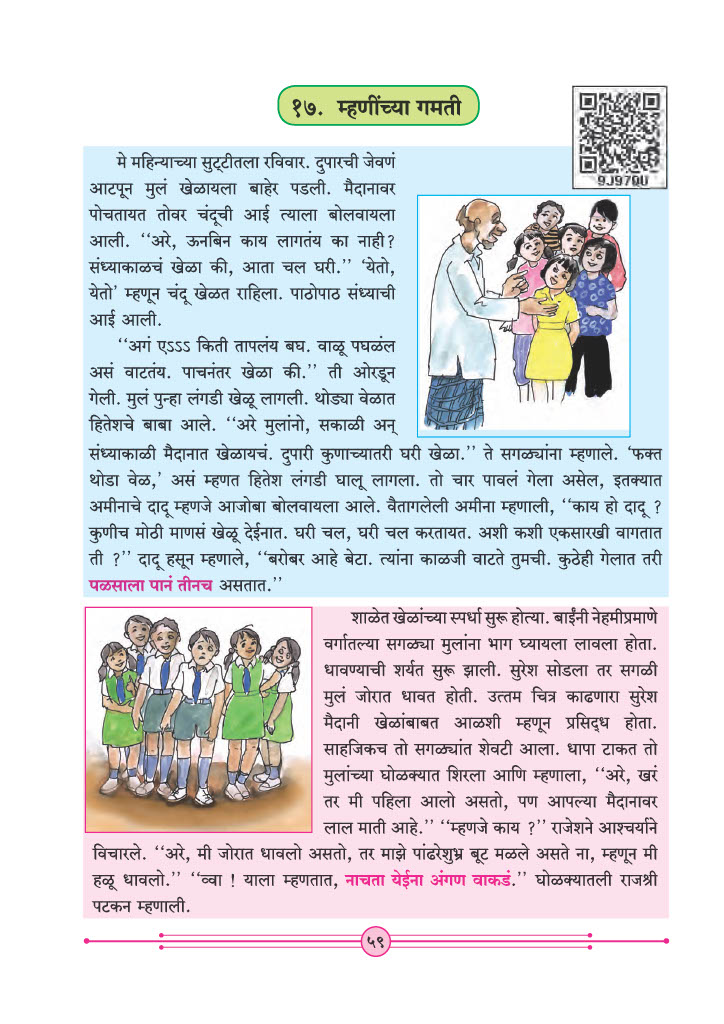 १७. म्हणींच्या गमती
9J97QU
मे महिन्याच्या सुट्टीतला रविवार. दुपारची जेवणं
आटपून मुलं खेळायला बाहेर पडली. मैदानावर
पोचतायत तोवर चंदूची आई त्याला बोलवायला
आली. ‘‘अरे, ऊनबिन काय लागतंय का नाही?
संध्याकाळचं खेळा की, आता चल घरी.’’ ‘येतो,
येतो’ म्हणून चंदू खेळत राहिला. पाठोपाठ संध्याची
आई आली.
‘‘अगं एऽऽऽ किती तापलंय बघ. वाळू पघळंल
असं वाटतंय. पाचनंतर खेळा की.’’ ती ओरडून
गेली. मुलं पुन्हा लंगडी खेळू लागली. थोड्या वेळात
हितेशचे बाबा आले. ‘‘अरे मुलांनो, सकाळी अन्
संध्याकाळी मैदानात खेळायचं. दुपारी कुणाच्यातरी घरी खेळा.’’ ते सगळ्यांना म्हणाले. ‘फक्त
थोडा वेळ,’ असं म्हणत हितेश लंगडी घालू लागला. तो चार पावलं गेला असेल, इतक्यात
अमीनाचे दादू म्हणजे आजोबा बोलवायला आले. वैतागलेली अमीना म्हणाली, ‘‘काय हो दादू ?
कुणीच मोठी माणसं खेळू देईनात. घरी चल, घरी चल करतायत. अशी कशी एकसारखी वागतात
ती ?’’ दादू हसून म्हणाले, ‘‘बरोबर आहे बेटा. त्यांना काळजी वाटते तुमची. कुठेही गेलात तरी
पळसाला पानं तीनच असतात.’’
शाळेत खेळांच्या स्पर्धा सुरू होत्या. बाईंनी नेहमीप्रमाणे
वर्गातल्या सगळ्या मुलांना भाग घ्यायला लावला होता.
धावण्याची शर्यत सुरू झाली. सुरेश सोडला तर सगळी
मुलं जोरात धावत होती. उत्तम चित्र काढणारा सुरेश
मैदानी खेळांबाबत आळशी म्हणून प्रसिद्ध होता.
साहजिकच तो सगळ्यांत शेवटी आला. धापा टाकत तो
मुलांच्या घोळक्यात शिरला आणि म्हणाला, ‘‘अरे, खरं
तर मी पहिला आलो असतो, पण आपल्या मैदानावर
लाल माती आहे.’’ ‘‘म्हणजे काय ?’’ राजेशने आश्चर्याने
विचारले. ‘‘अरे, मी जोरात धावलो असतो, तर माझे पांढरेशुभ्र बूट मळले असते ना, म्हणून मी
हळू धावलो.’’ ‘‘व्वा ! याला म्हणतात, नाचता येईना अंगण वाकडं.’’ घोळक्यातली राजश्री
पटकन म्हणाली.
५९